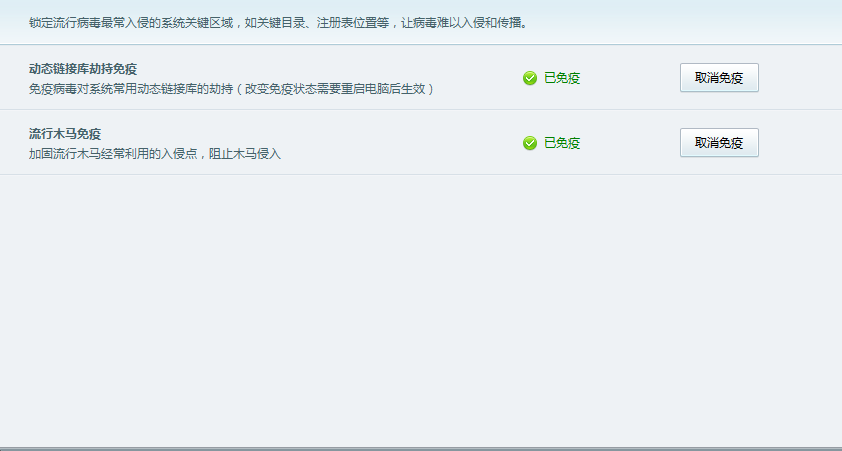 锁定流行病毒最常入侵的系统关键区域，如关键目录、注册表位置等，让病毒难以入侵和传播。
动态链接库劫持免疫
免疫病毒对系统常用动态链接库的劫持（改变免疫状态需要重启电脑后生效）
已免疫
取消免疫
流行木马免疫
加固流行木马经常利用的入侵点，阻止木马侵入
已免疫
取消免疫